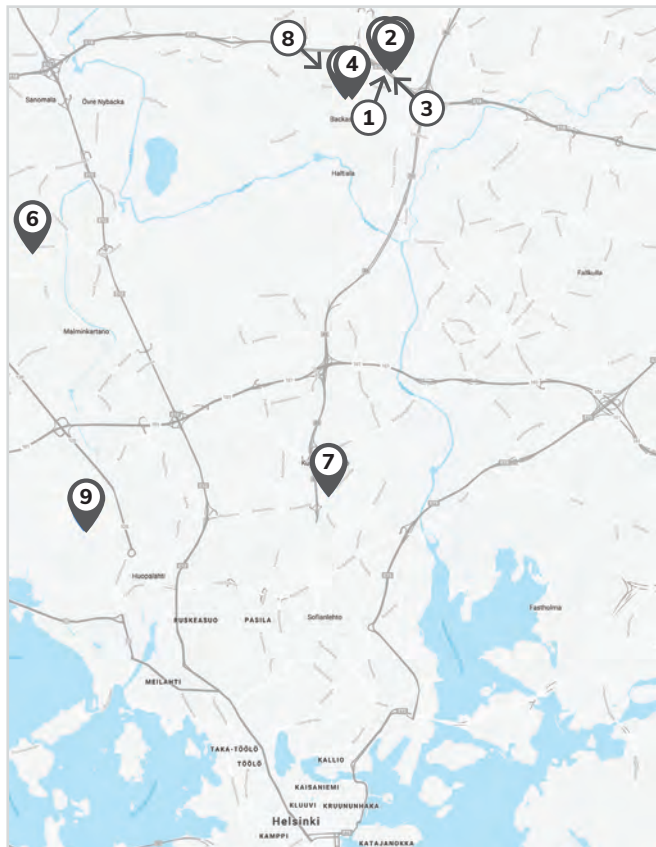 2
8
4
1
3
Sanomala
Övre Nybacka
Backas
Haltiala
6
Fallkulla
Malminkartano
7
9
Huopalahti
Fastholma
RUSKEASUO
PASILA
Sofianlehto
MEILAHTI
TAKA-TÖÖLÖ
TÖÖLÖ
KALLIO
KAISANIEMI
KLUUVI
KRUUNUNHAKA
Helsinki
KAMPPI
KATAJANOKKA